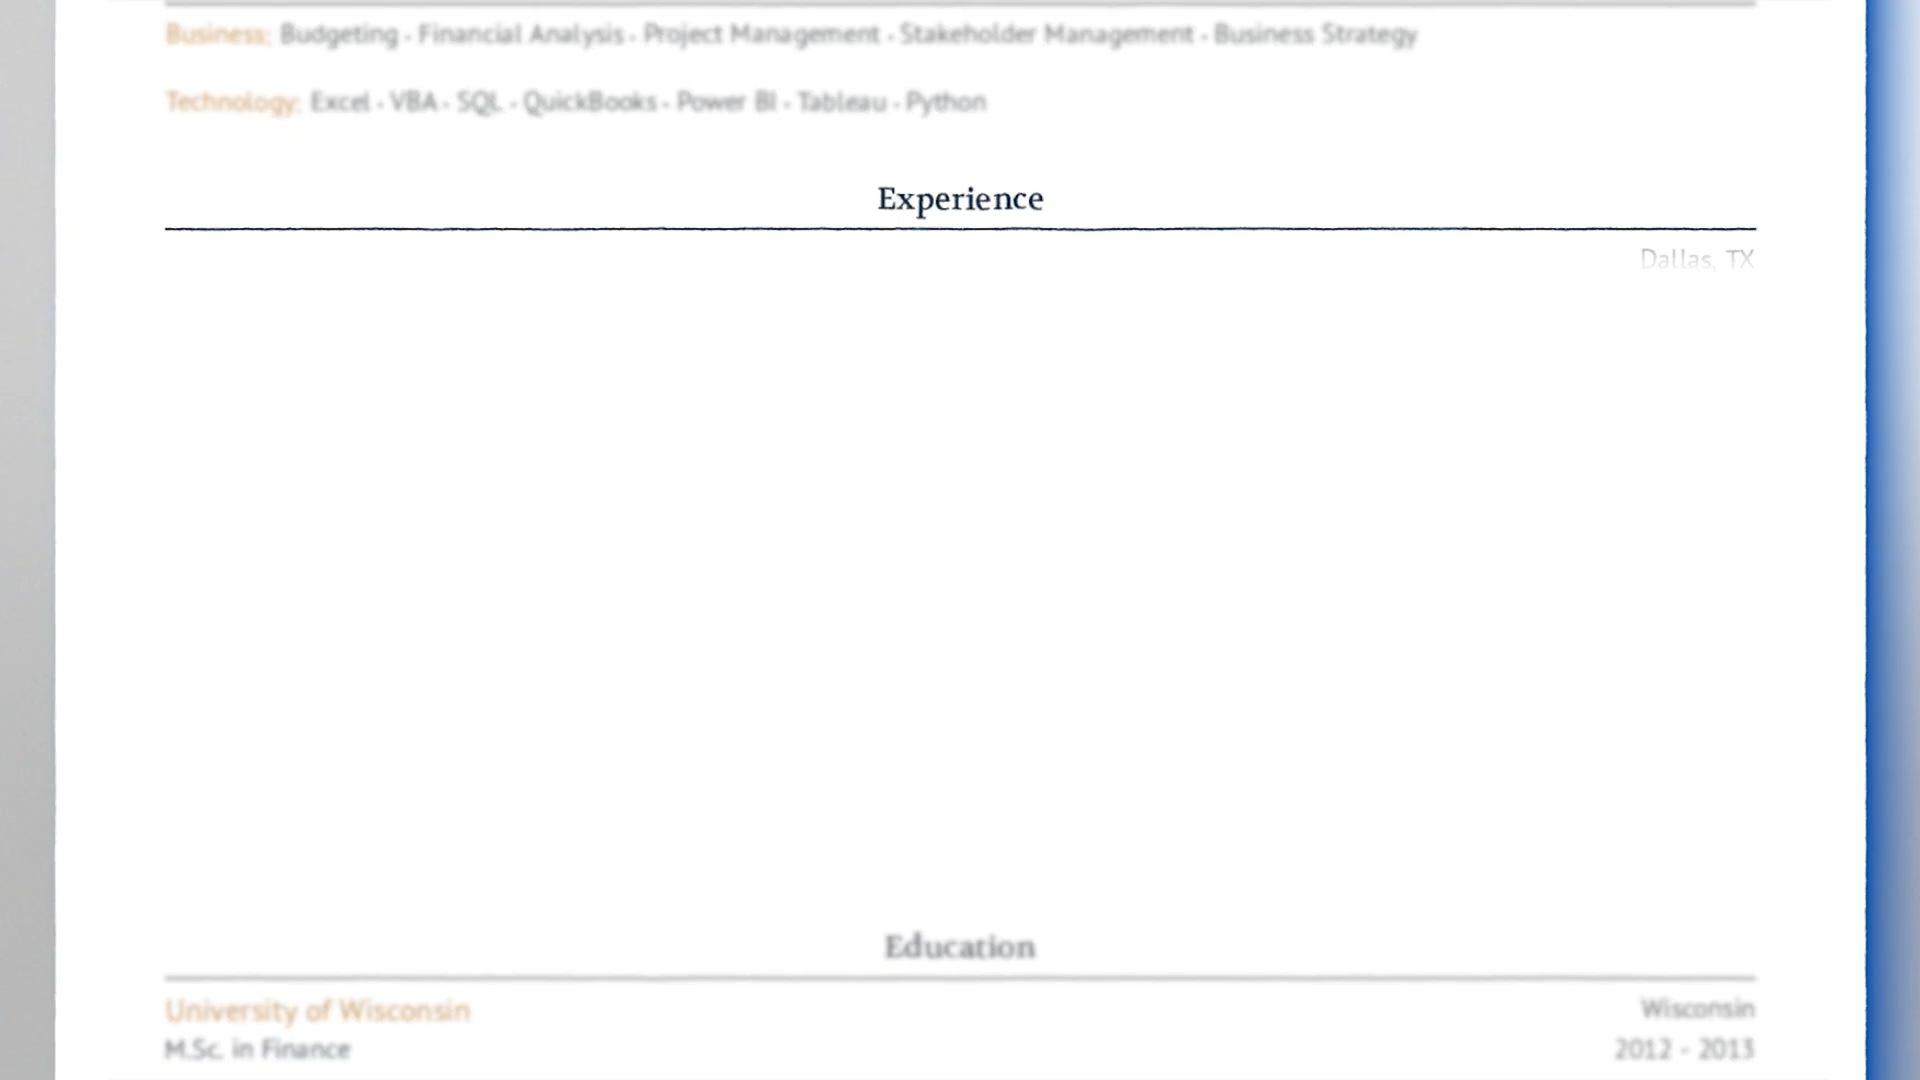 Business: Budgeting · Financial Analysis · Project Management · Stakeholder Management · Business Strategy
Technology: Excel · VBA · SQL · QuickBooks · Power BI · Tableau · Python
Experience
Dallas, TX
Education
University of Wisconsin Wisconsin
M.Sc. in Finance 2012 - 2013